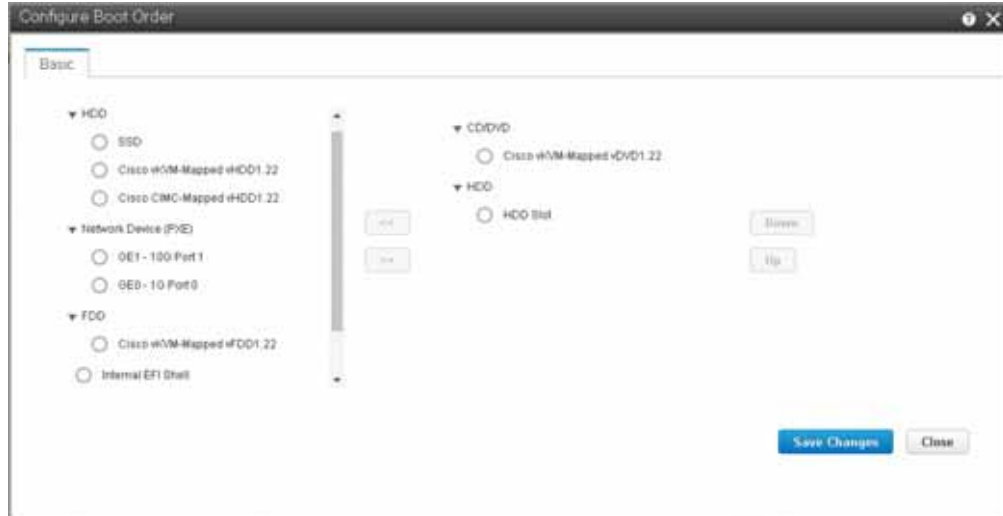 Configure Boot Order
Basic
HDD
SSD
Cisco vKVM-Mapped vHDD1.22
Cisco CIMC-Mapped vHDD1.22
Network Device (PXE)
GE1 - 10G Port 1
GE0 - 1G Port 0
FDD
Cisco vKVM-Mapped vFDD1.22
Internal EFI Shell
<<
>>
CD/DVD
Cisco vKVM-Mapped vDVD1.22
HDD
HDD Slot
Down
Up
Save Changes
Close